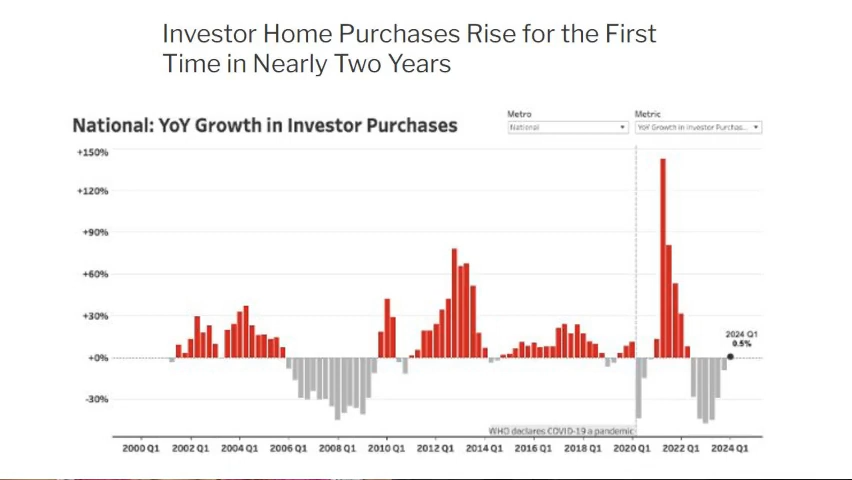 Investor Home Purchases Rise for the First
Time in Nearly Two Years
National: YoY Growth in Investor Purchases
Metro
National
Metric
YoY Growth in Investor Purchas...
+150%
+120%
+90%
+60%
+30%
+0%
-30%
2024 Q1
0.5%
WHO declares COVID-19 a pandemic
2000 Q1 2002 Q1 2004 Q1 2006 Q1 2010 Q1 2012 Q1 2014 Q1 2016 Q1 2018 Q1 2020 Q1 2022 Q1 2024 Q1